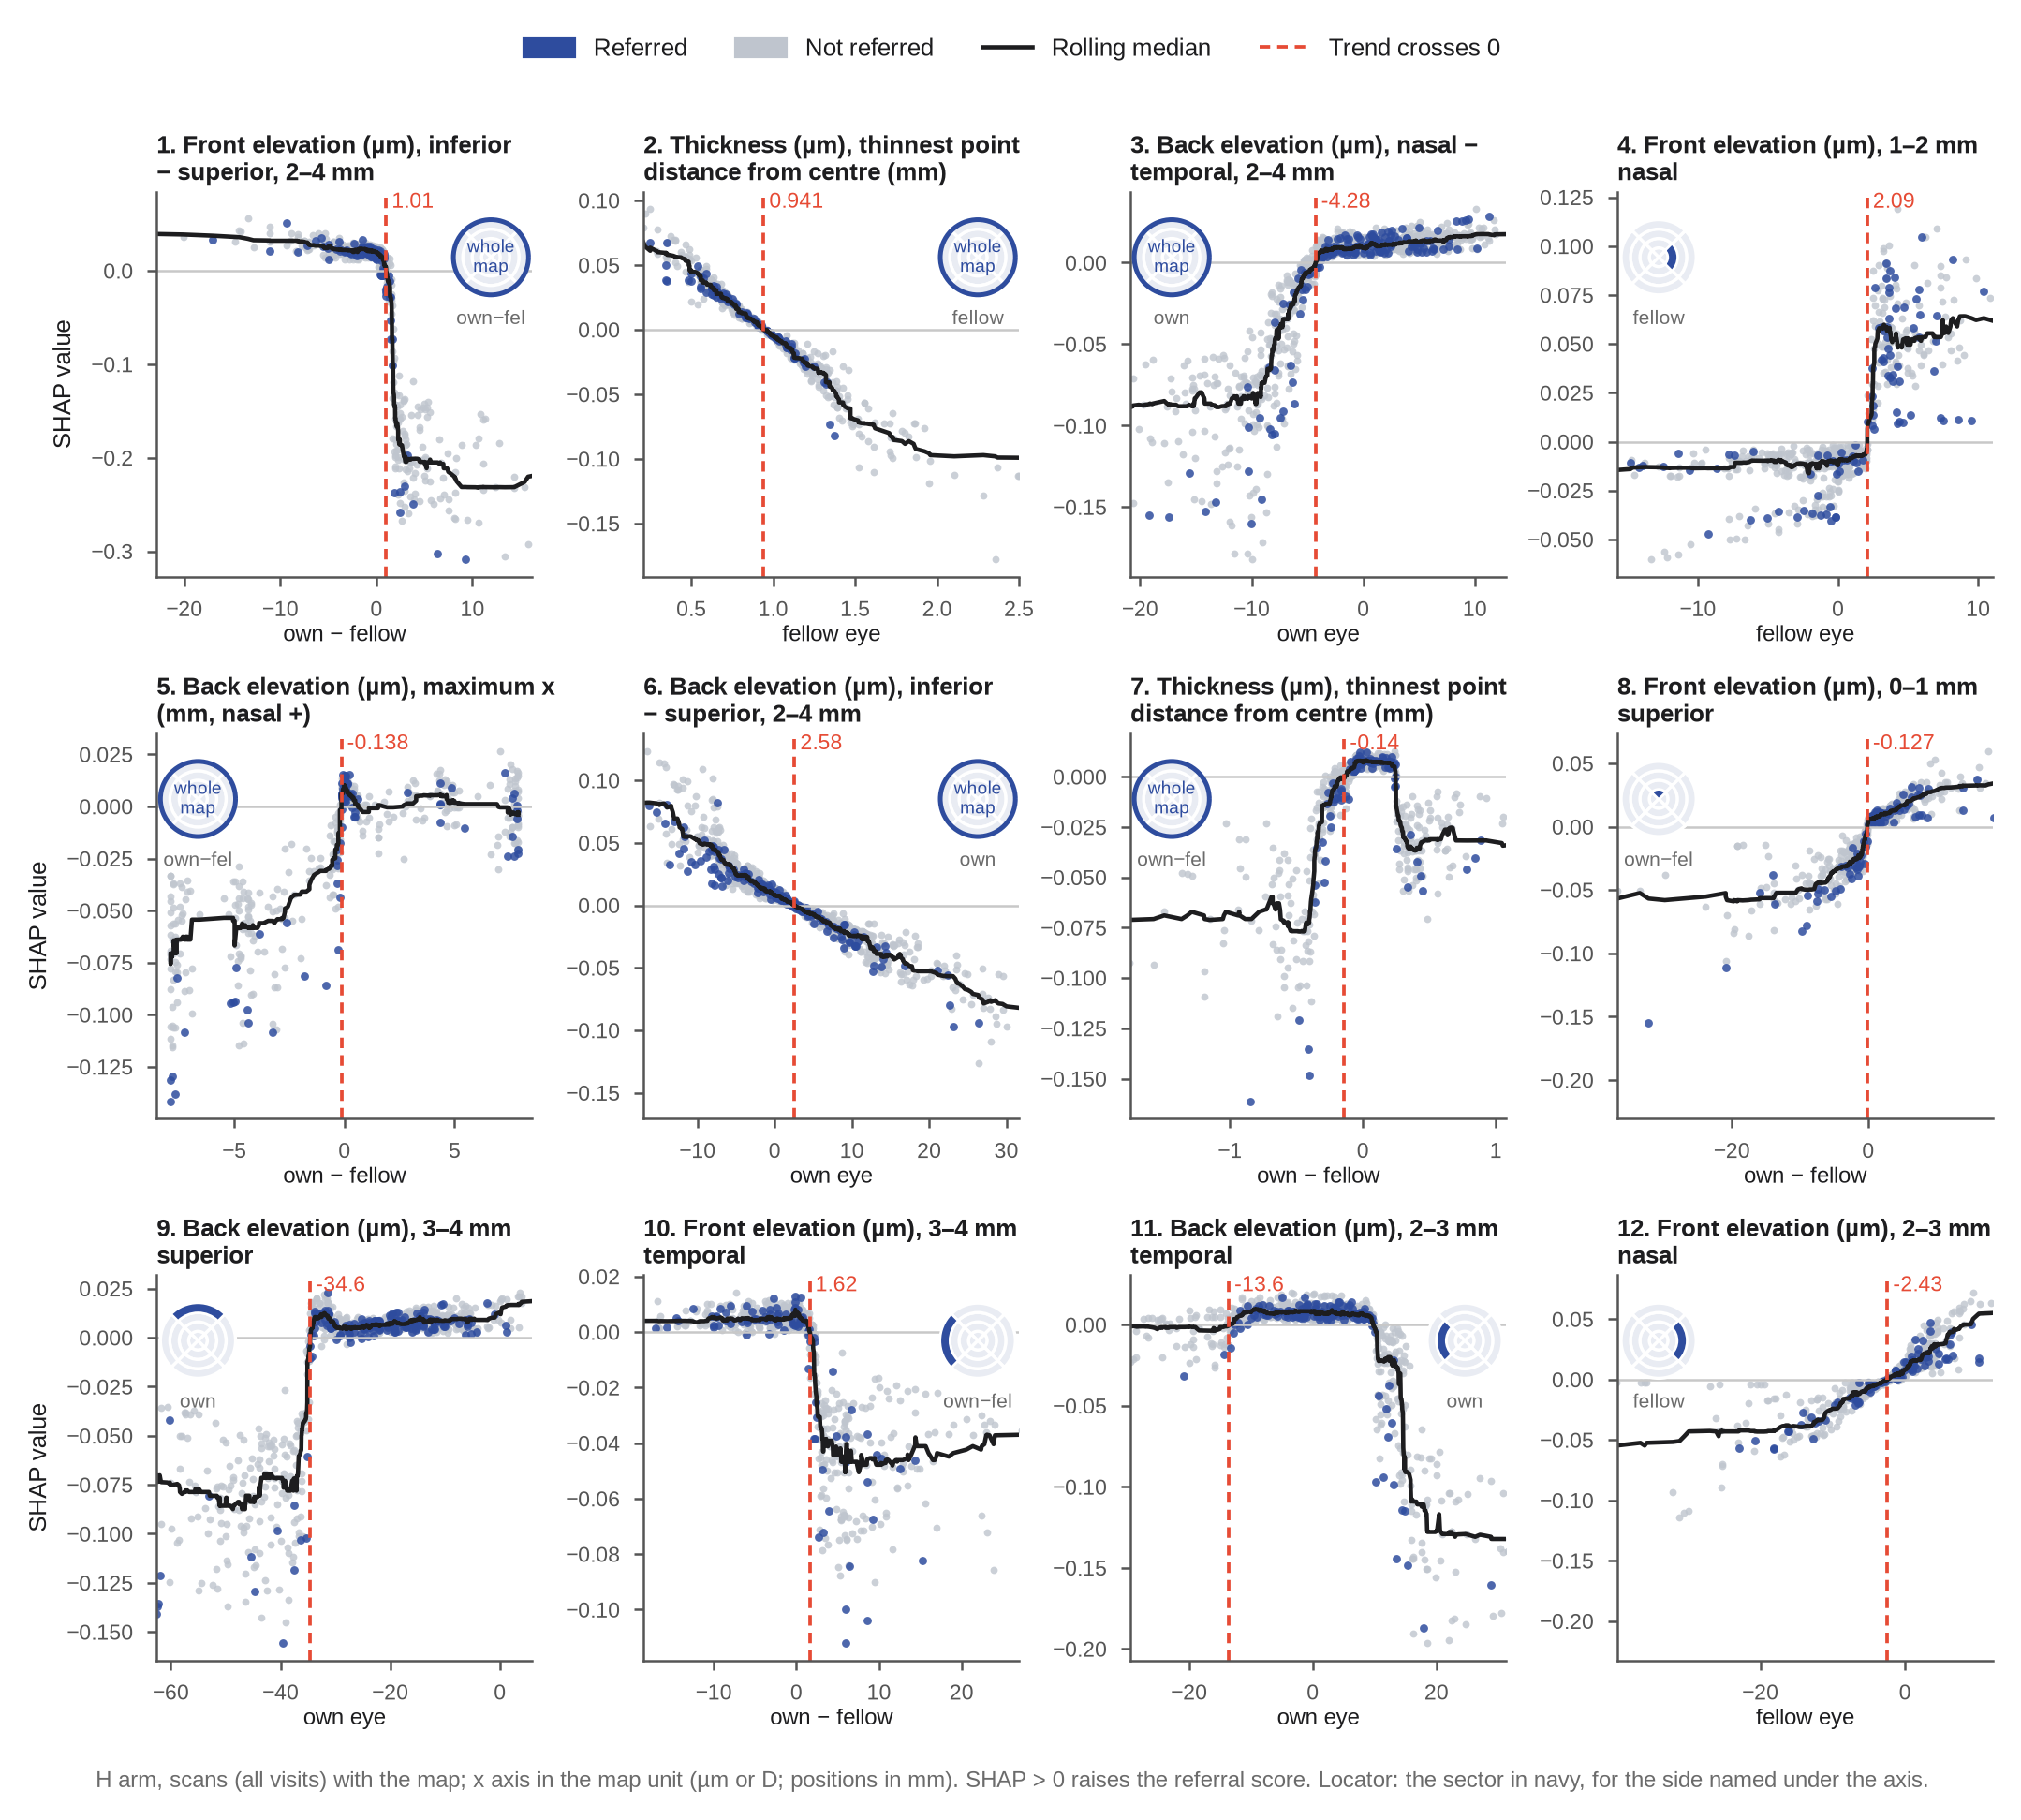 Referred Not referred Rolling median Trend crosses 0
1. Front elevation (µm), inferior
− superior, 2–4 mm
2. Thickness (µm), thinnest point
distance from centre (mm)
3. Back elevation (µm), nasal −
temporal, 2–4 mm
4. Front elevation (µm), 1–2 mm
nasal
SHAP value
0.0
−0.1
−0.2
−0.3
1.01
whole
map
own−fel
−20 −10 0 10
own − fellow
0.10
0.05
0.00
−0.05
−0.10
−0.15
0.941
whole
map
fellow
0.5 1.0 1.5 2.0 2.5
fellow eye
0.00
−0.05
−0.10
−0.15
-4.28
whole
map
own
−20 −10 0 10
own eye
0.125
0.100
0.075
0.050
0.025
0.000
−0.025
−0.050
2.09
fellow
−10 0 10
fellow eye
5. Back elevation (µm), maximum x
(mm, nasal +)
6. Back elevation (µm), inferior
− superior, 2–4 mm
7. Thickness (µm), thinnest point
distance from centre (mm)
8. Front elevation (µm), 0–1 mm
superior
SHAP value
0.025
0.000
−0.025
−0.050
−0.075
−0.100
−0.125
-0.138
whole
map
own−fel
−5 0 5
own − fellow
0.10
0.05
0.00
−0.05
−0.10
−0.15
2.58
whole
map
own
−10 0 10 20 30
own eye
0.000
−0.025
−0.050
−0.075
−0.100
−0.125
−0.150
-0.14
whole
map
own−fel
−1 0 1
own − fellow
0.05
0.00
−0.05
−0.10
−0.15
−0.20
-0.127
own−fel
−20 0
own − fellow
9. Back elevation (µm), 3–4 mm
superior
10. Front elevation (µm), 3–4 mm
temporal
11. Back elevation (µm), 2–3 mm
temporal
12. Front elevation (µm), 2–3 mm
nasal
SHAP value
0.025
0.000
−0.025
−0.050
−0.075
−0.100
−0.125
−0.150
-34.6
own
−60 −40 −20 0
own eye
0.02
0.00
−0.02
−0.04
−0.06
−0.08
−0.10
1.62
own−fel
−10 0 10 20
own − fellow
0.00
−0.05
−0.10
−0.15
−0.20
-13.6
own
−20 0 20
own eye
0.05
0.00
−0.05
−0.10
−0.15
−0.20
-2.43
fellow
−20 0
fellow eye
H arm, scans (all visits) with the map; x axis in the map unit (µm or D; positions in mm). SHAP > 0 raises the referral score. Locator: the sector in navy, for the side named under the axis.